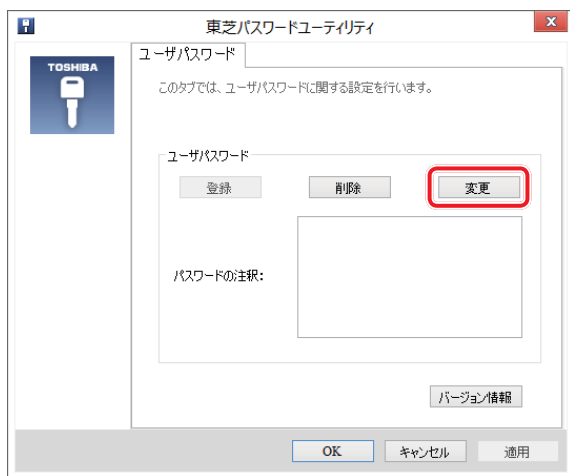 東芝パスワードユーティリティ
x
TOSHIBA
ユーザパスワード
このタブでは、ユーザパスワードに関する設定を行います。
ユーザパスワード
登録 削除 変更
パスワードの注釈:
バージョン情報
OK キャンセル 適用